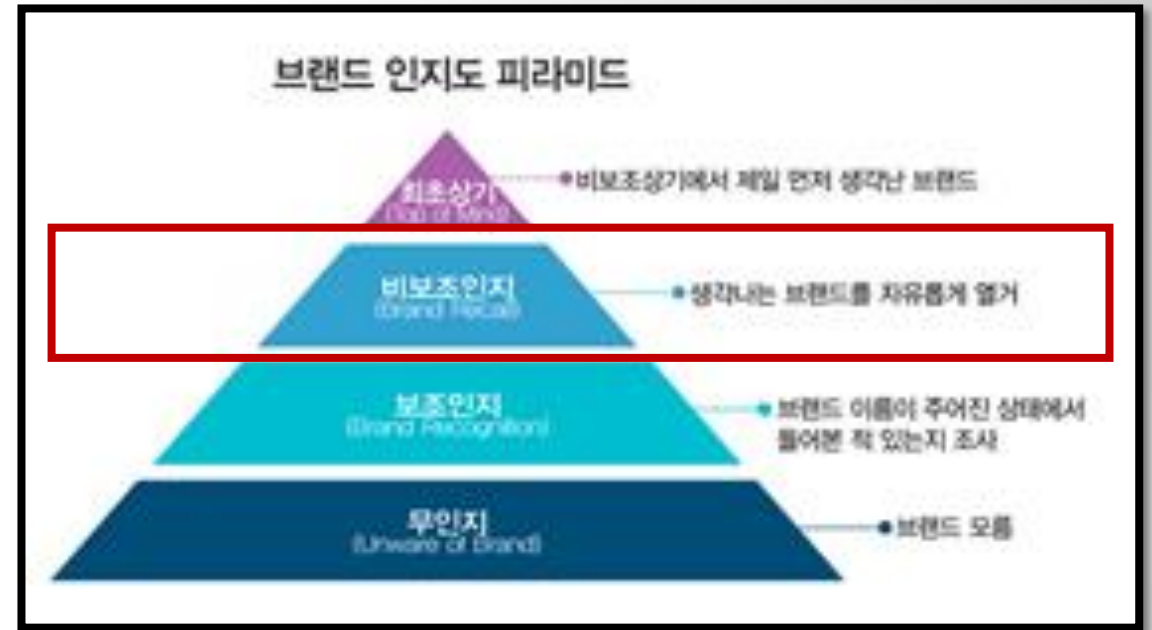 브랜드 인지도 피라미드
최초상기
(Top of Mind)
비보조상기에서 제일 먼저 생각난 브랜드
비보조인지
(Brand Recall)
생각나는 브랜드를 자유롭게 열거
보조인지
(Brand Recognition)
브랜드 이름이 주어진 상태에서
들어본 적 있는지 조사
무인지
(Unware of Brand)
브랜드 모름